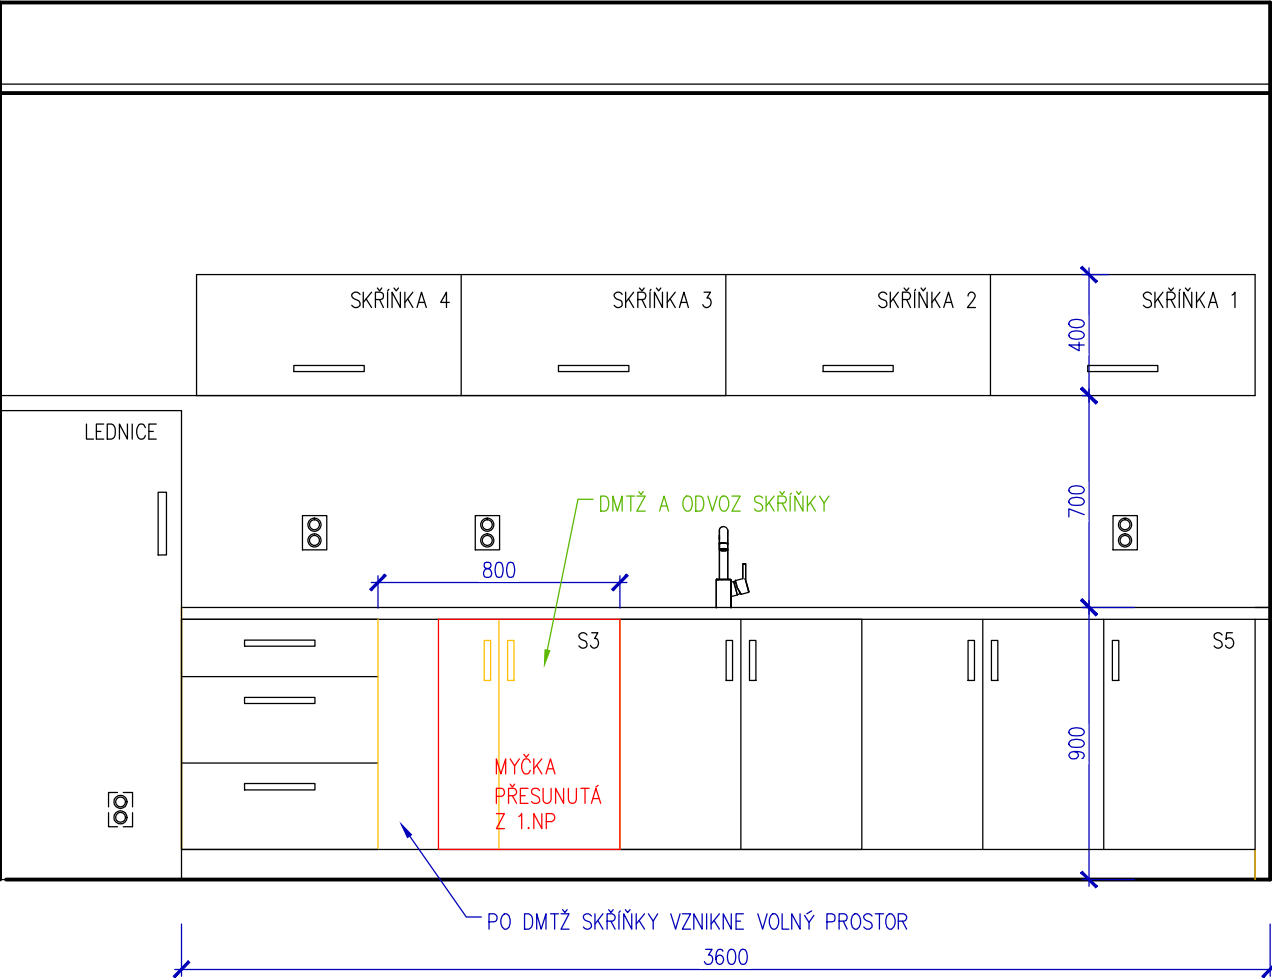 SKŘÍŇKA 4
SKŘÍŇKA 3
SKŘÍŇKA 2
SKŘÍŇKA 1
400
LEDNICE
DMTŽ A ODVOZ SKŘÍŇKY
700
800
S3
S5
900
MYČKA
PŘESUNUTÁ
Z 1.NP
PO DMTŽ SKŘÍŇKY VZNIKNE VOLNÝ PROSTOR
3600